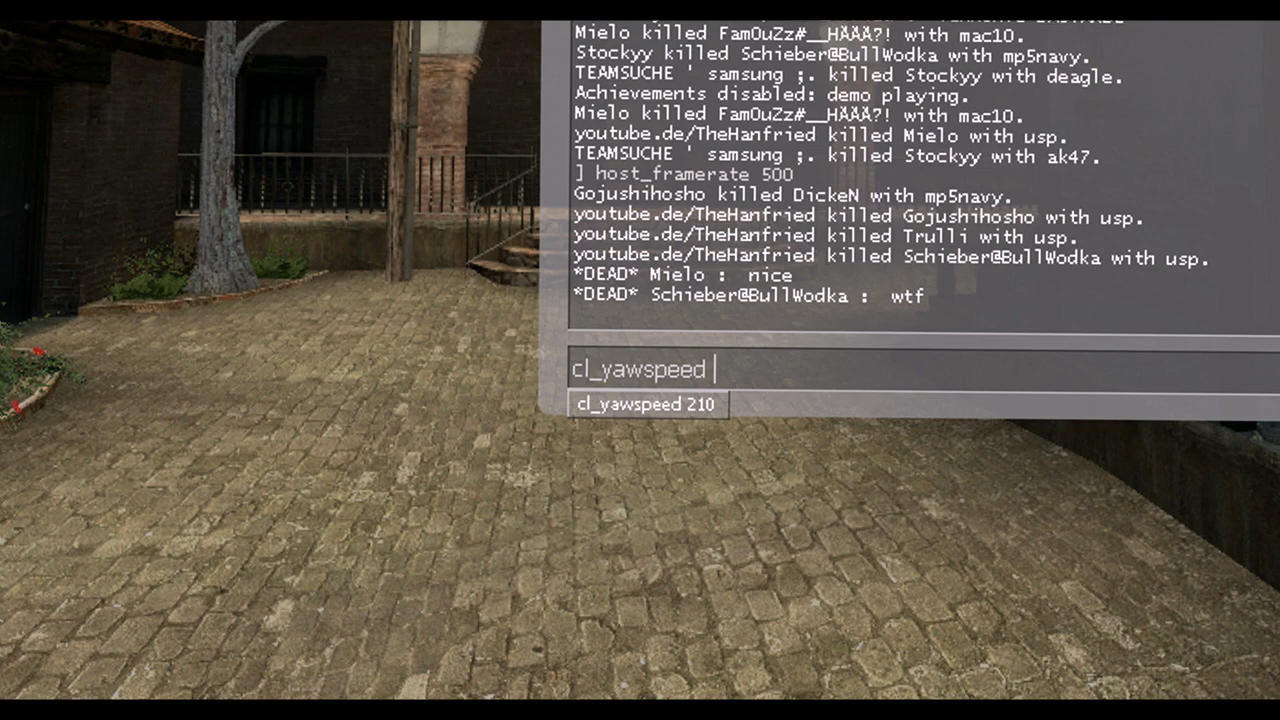 Mielo killed FamOuZz#__HÄÄÄ?! with mac10.
Stockyy killed Schieber@BullWodka with mp5navy.
TEAMSUCHE ' samsung ;. killed Stockyy with deagle.
Achievements disabled: demo playing.
Mielo killed FamOuZz#__HÄÄÄ?! with mac10.
youtube.de/TheHanfried killed Mielo with usp.
TEAMSUCHE ' samsung ;. killed Stockyy with ak47.
] host_framerate 500
Gojushihosho killed DickeN with mp5navy.
youtube.de/TheHanfried killed Gojushihosho with usp.
youtube.de/TheHanfried killed Trulli with usp.
youtube.de/TheHanfried killed Schieber@BullWodka with usp.
*DEAD* Mielo :  nice
*DEAD* Schieber@BullWodka :  wtf
cl_yawspeed
cl_yawspeed 210